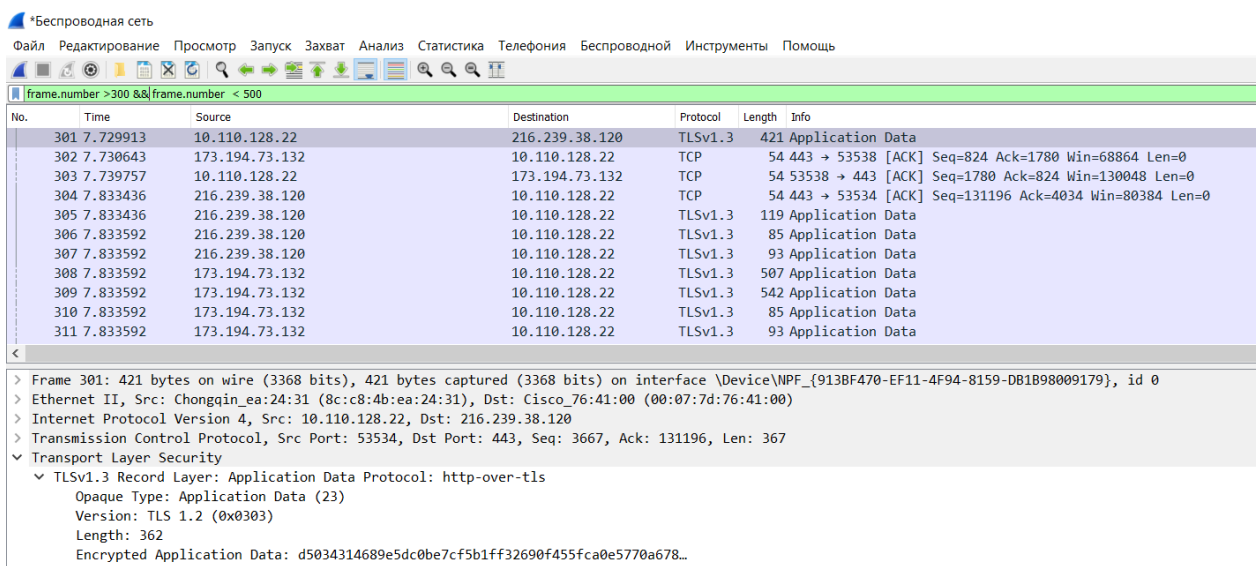 *Беспроводная сеть
Файл Редактирование Просмотр Запуск Захват Анализ Статистика Телефония Беспроводной Инструменты Помощь
frame.number >300 && frame.number < 500
No. Time Source Destination Protocol Length Info
301 7.729913 10.110.128.22 216.239.38.120 TLSv1.3 421 Application Data
302 7.730643 173.194.73.132 10.110.128.22 TCP 54 443 → 53538 [ACK] Seq=824 Ack=1780 Win=68864 Len=0
303 7.739757 10.110.128.22 173.194.73.132 TCP 54 53538 → 443 [ACK] Seq=1780 Ack=824 Win=130048 Len=0
304 7.833436 216.239.38.120 10.110.128.22 TCP 54 443 → 53534 [ACK] Seq=131196 Ack=4034 Win=80384 Len=0
305 7.833436 216.239.38.120 10.110.128.22 TLSv1.3 119 Application Data
306 7.833592 216.239.38.120 10.110.128.22 TLSv1.3 85 Application Data
307 7.833592 216.239.38.120 10.110.128.22 TLSv1.3 93 Application Data
308 7.833592 173.194.73.132 10.110.128.22 TLSv1.3 507 Application Data
309 7.833592 173.194.73.132 10.110.128.22 TLSv1.3 542 Application Data
310 7.833592 173.194.73.132 10.110.128.22 TLSv1.3 85 Application Data
311 7.833592 173.194.73.132 10.110.128.22 TLSv1.3 93 Application Data
Frame 301: 421 bytes on wire (3368 bits), 421 bytes captured (3368 bits) on interface \Device\NPF_{913BF470-EF11-4F94-8159-DB1B98009179}, id 0
Ethernet II, Src: Chongqin_ea:24:31 (8c:c8:4b:ea:24:31), Dst: Cisco_76:41:00 (00:07:7d:76:41:00)
Internet Protocol Version 4, Src: 10.110.128.22, Dst: 216.239.38.120
Transmission Control Protocol, Src Port: 53534, Dst Port: 443, Seq: 3667, Ack: 131196, Len: 367
Transport Layer Security
TLSv1.3 Record Layer: Application Data Protocol: http-over-tls
Opaque Type: Application Data (23)
Version: TLS 1.2 (0x0303)
Length: 362
Encrypted Application Data: d5034314689e5dc0be7cf5b1ff32690f455fca0e5770a678…